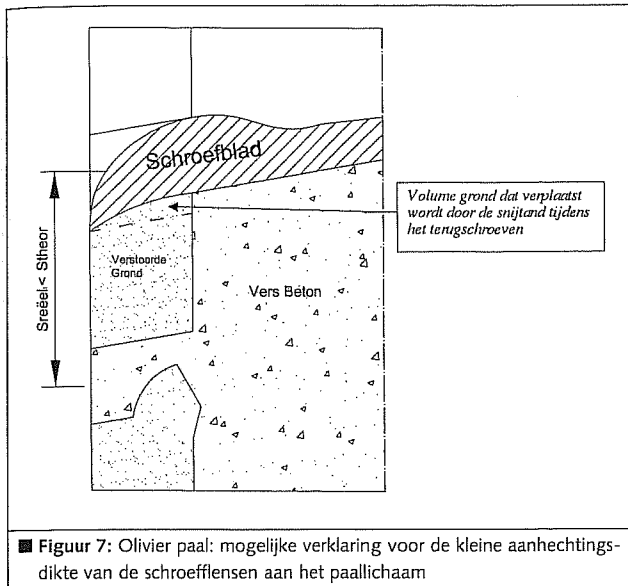 Schroefblad
Volume grond dat verplaatst
wordt door de snijtand tijdens
het terugschroeven
Verstoorde
Grond
Vers Beton
Sreëel < Stheor
■ Figuur 7: Olivier paal: mogelijke verklaring voor de kleine aanhechtings-
dikte van de schroefflensen aan het paallichaam